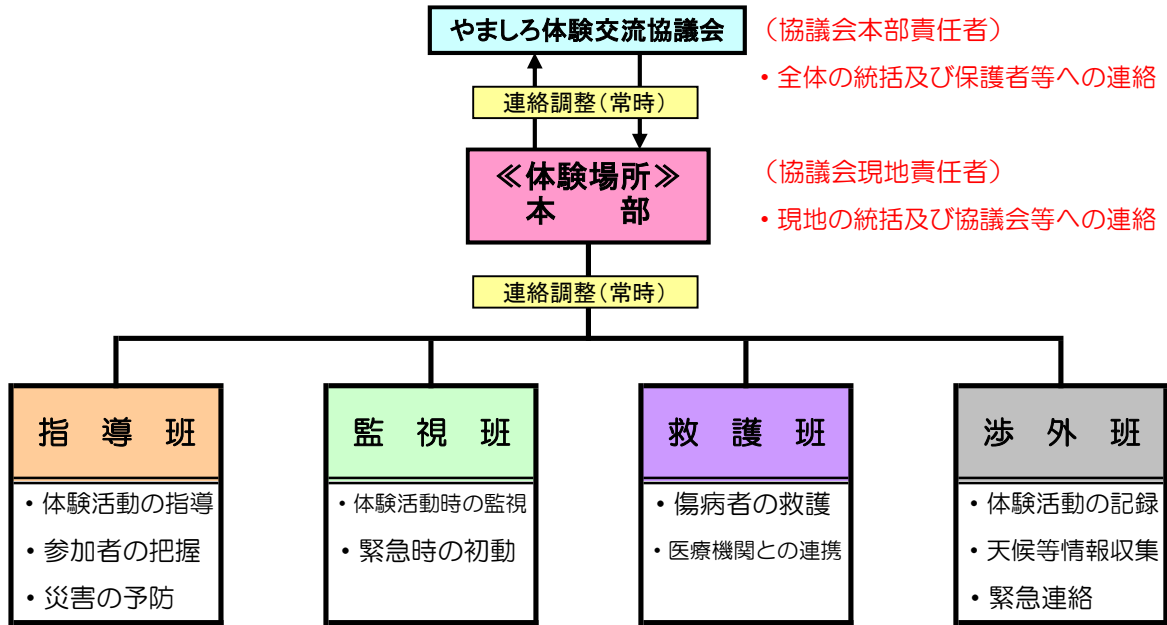 やましろ体験交流協議会
（協議会本部責任者）
・全体の統括及び保護者等への連絡
連絡調整（常時）
≪体験場所≫
本　　部
（協議会現地責任者）
・現地の統括及び協議会等への連絡
連絡調整（常時）
指　導　班
・体験活動の指導
・参加者の把握
・災害の予防
監　視　班
・体験活動時の監視
・緊急時の初動
救　護　班
・傷病者の救護
・医療機関との連携
渉　外　班
・体験活動の記録
・天候等情報収集
・緊急連絡